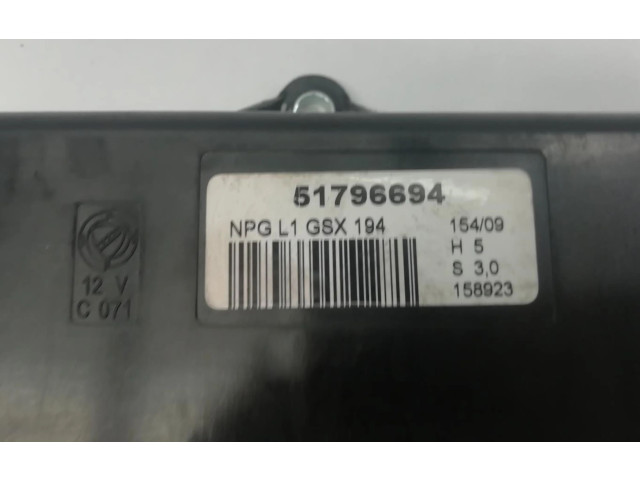 51796694
NPG L1 GSX 194
154/09
H 5
S 3,0
158923
12 V
C 071